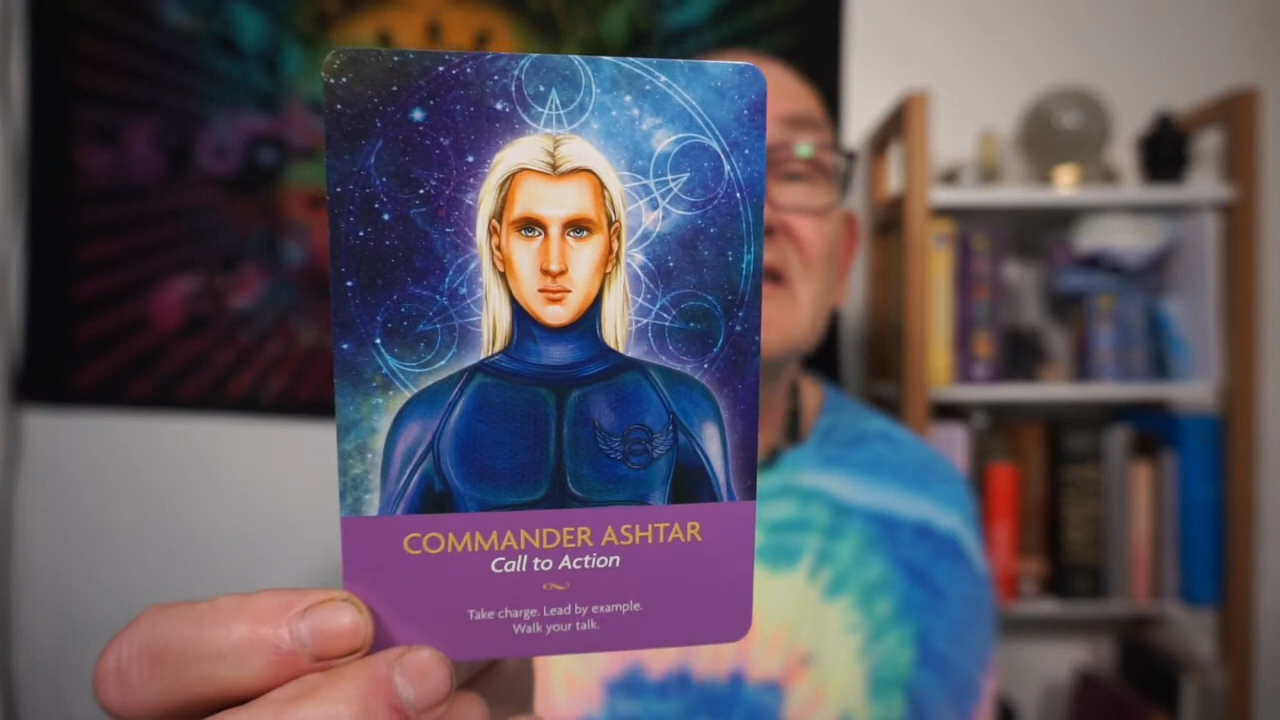 COMMANDER ASHTAR
Call to Action
Take charge. Lead by example.
Walk your talk.